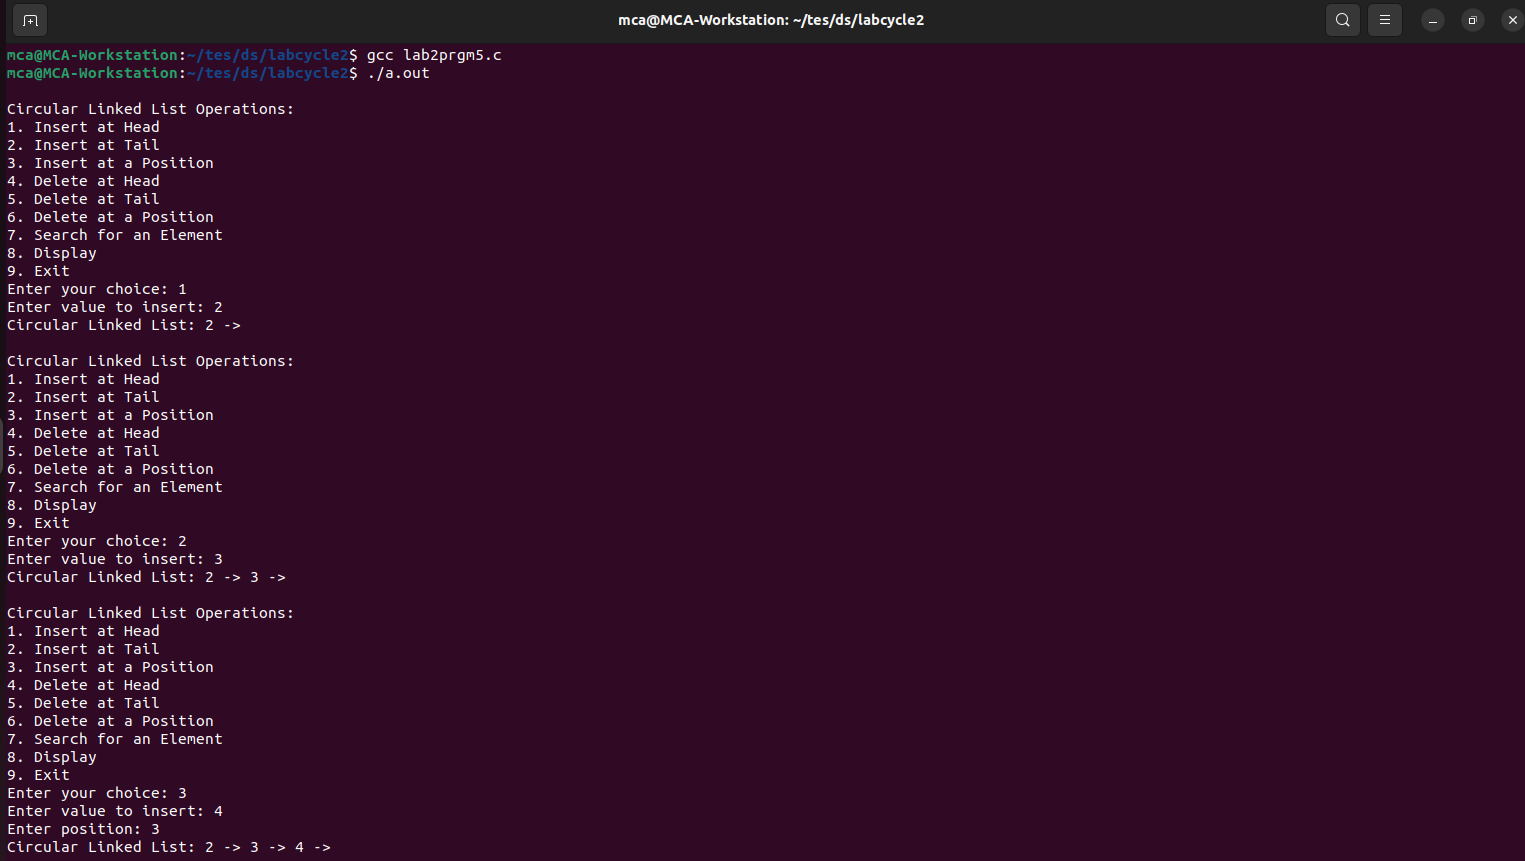 mca@MCA-Workstation: ~/tes/ds/labcycle2
mca@MCA-Workstation:~/tes/ds/labcycle2$ gcc lab2prgm5.c
mca@MCA-Workstation:~/tes/ds/labcycle2$ ./a.out
Circular Linked List Operations:
1. Insert at Head
2. Insert at Tail
3. Insert at a Position
4. Delete at Head
5. Delete at Tail
6. Delete at a Position
7. Search for an Element
8. Display
9. Exit
Enter your choice: 1
Enter value to insert: 2
Circular Linked List: 2 ->
Circular Linked List Operations:
1. Insert at Head
2. Insert at Tail
3. Insert at a Position
4. Delete at Head
5. Delete at Tail
6. Delete at a Position
7. Search for an Element
8. Display
9. Exit
Enter your choice: 2
Enter value to insert: 3
Circular Linked List: 2 -> 3 ->
Circular Linked List Operations:
1. Insert at Head
2. Insert at Tail
3. Insert at a Position
4. Delete at Head
5. Delete at Tail
6. Delete at a Position
7. Search for an Element
8. Display
9. Exit
Enter your choice: 3
Enter value to insert: 4
Enter position: 3
Circular Linked List: 2 -> 3 -> 4 ->